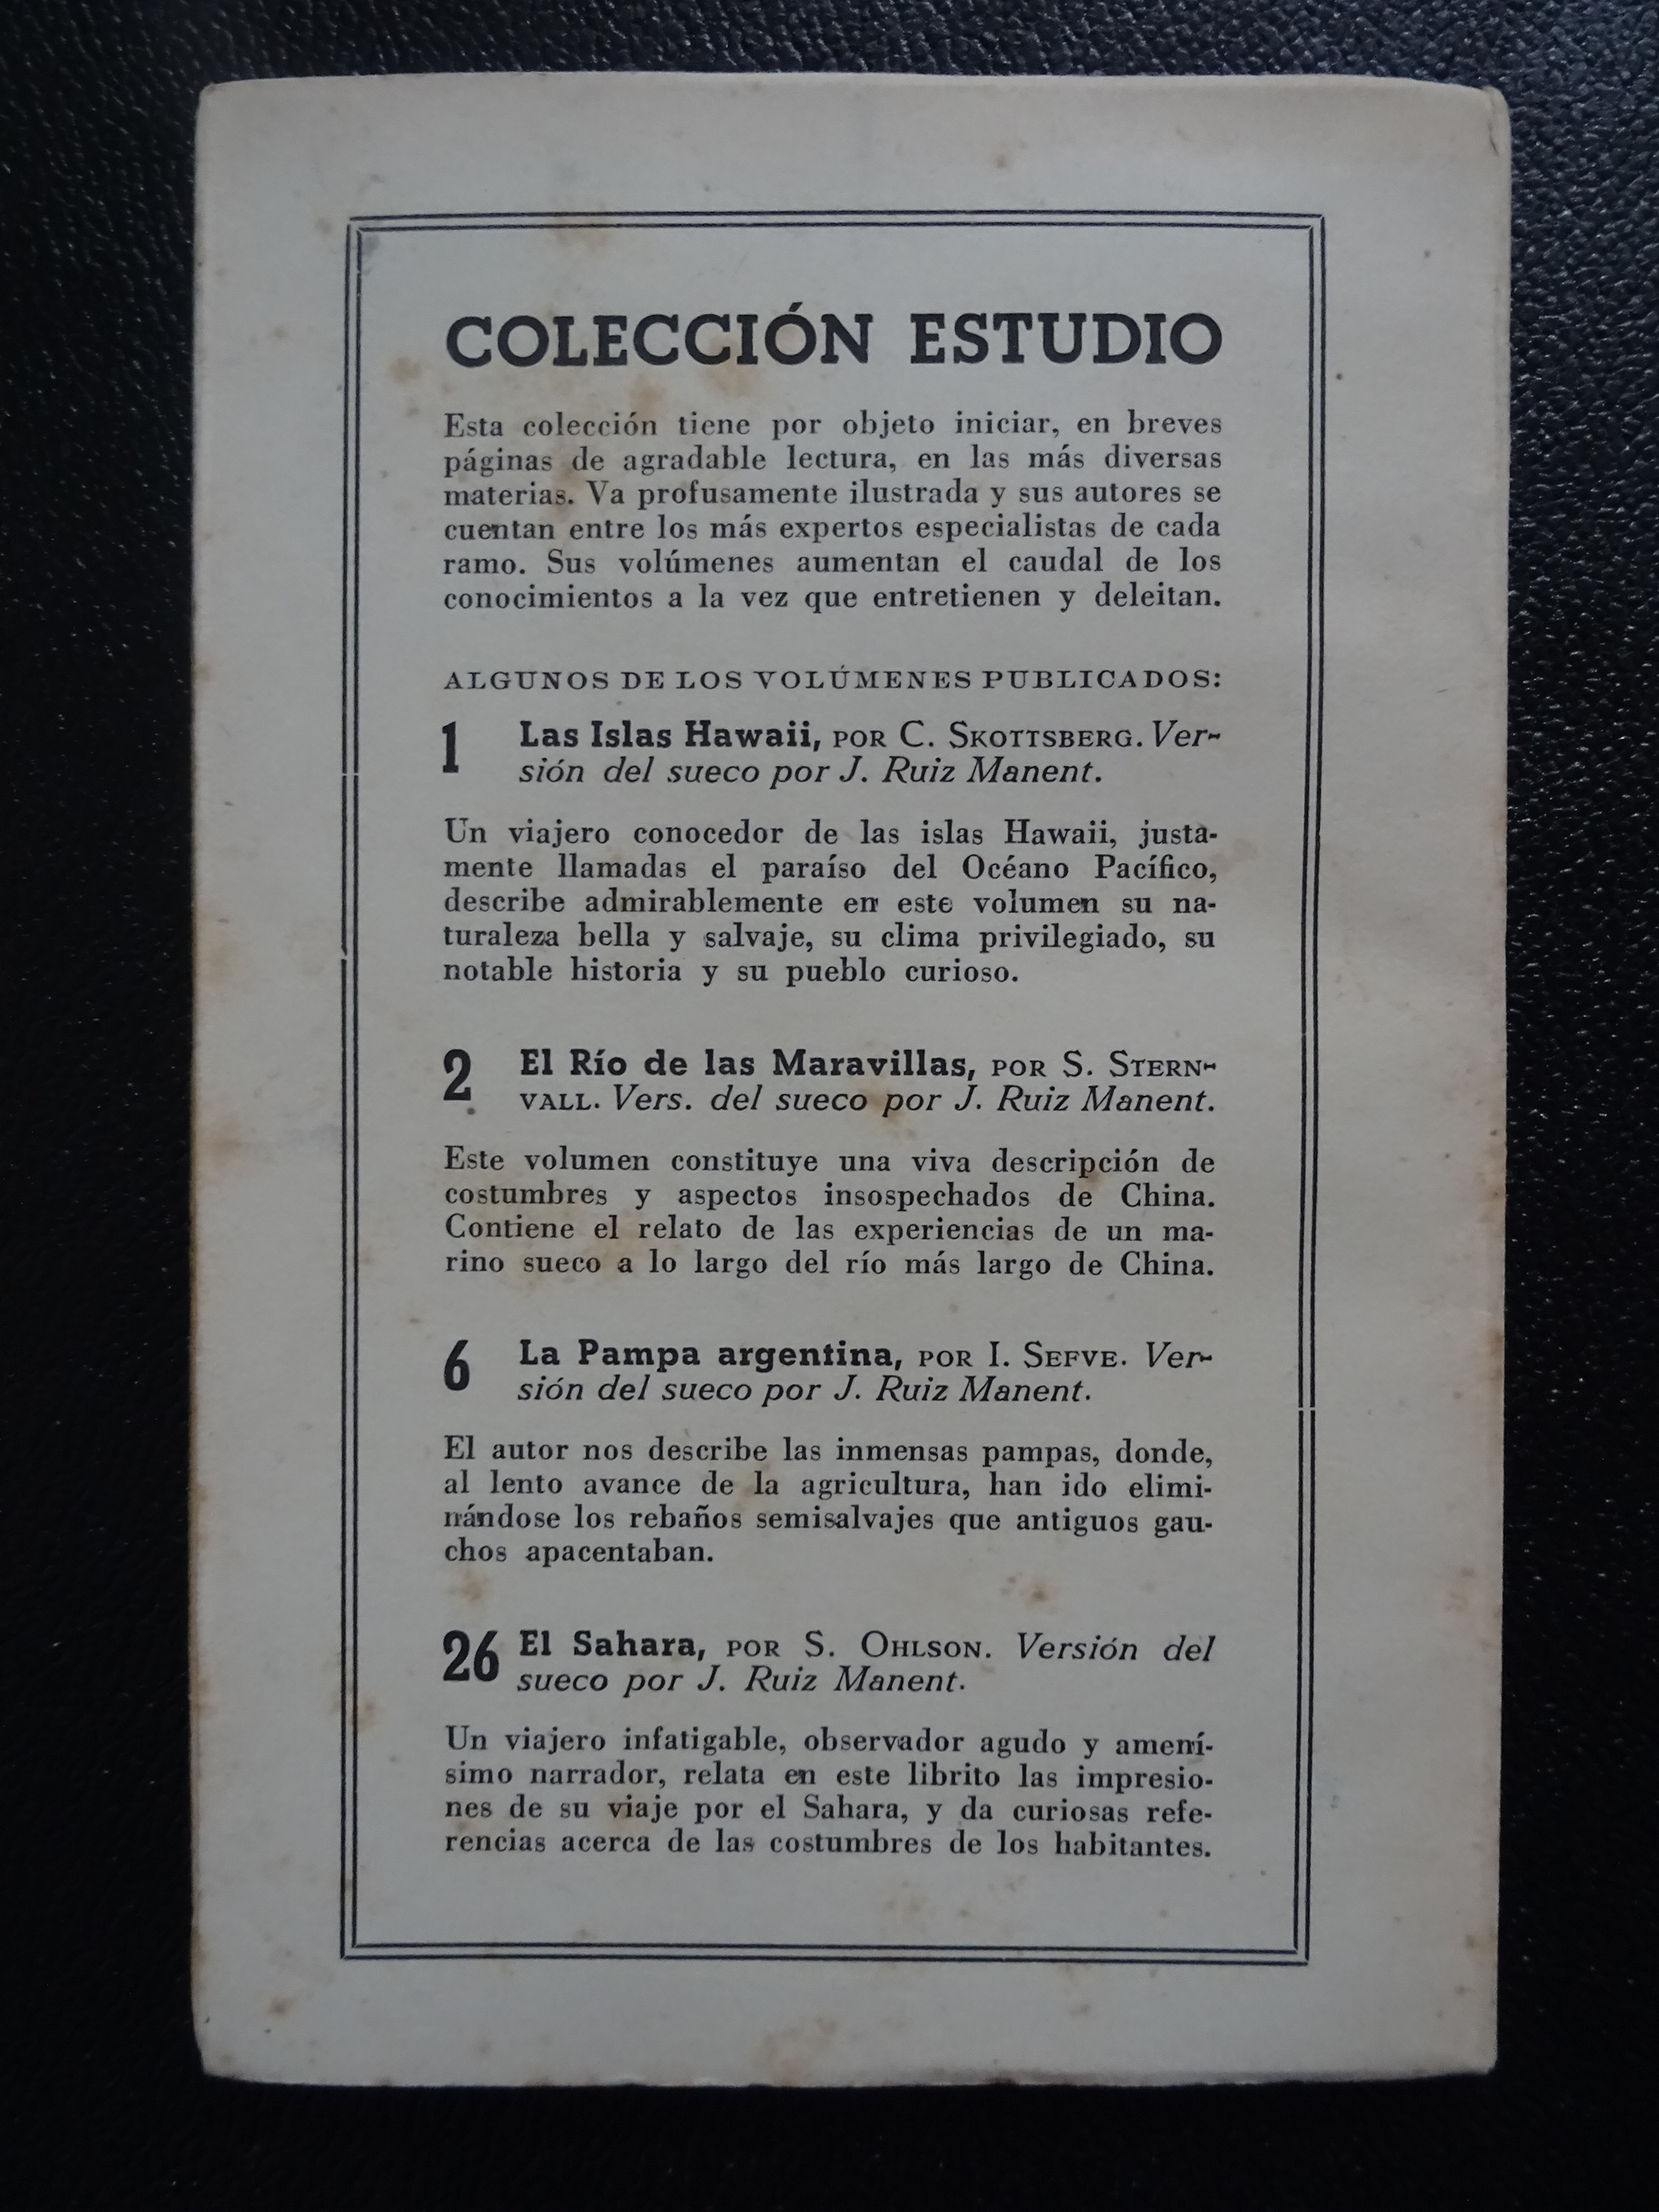 COLECCIÓN ESTUDIO
Esta colección tiene por objeto iniciar, en breves
páginas de agradable lectura, en las más diversas
materias. Va profusamente ilustrada y sus autores se
cuentan entre los más expertos especialistas de cada
ramo. Sus volúmenes aumentan el caudal de los
conocimientos a la vez que entretienen y deleitan.
ALGUNOS DE LOS VOLÚMENES PUBLICADOS:
1 Las Islas Hawaii, POR C. SKOTTSBERG. Ver-
sión del sueco por J. Ruiz Manent.
Un viajero conocedor de las islas Hawaii, justa-
mente llamadas el paraíso del Océano Pacífico,
describe admirablemente en este volumen su na-
turaleza bella y salvaje, su clima privilegiado, su
notable historia y su pueblo curioso.
2 El Río de las Maravillas, POR S. STERN-
VALL. Vers. del sueco por J. Ruiz Manent.
Este volumen constituye una viva descripción de
costumbres y aspectos insospechados de China.
Contiene el relato de las experiencias de un ma-
rino sueco a lo largo del río más largo de China.
6 La Pampa argentina, POR I. SEFVE. Ver-
sión del sueco por J. Ruiz Manent.
El autor nos describe las inmensas pampas, donde,
al lento avance de la agricultura, han ido elimi-
nándose los rebaños semisalvajes que antiguos gau-
chos apacentaban.
26 El Sahara, POR S. OHLSON. Versión del
sueco por J. Ruiz Manent.
Un viajero infatigable, observador agudo y amení-
simo narrador, relata en este librito las impresio-
nes de su viaje por el Sahara, y da curiosas refe-
rencias acerca de las costumbres de los habitantes.